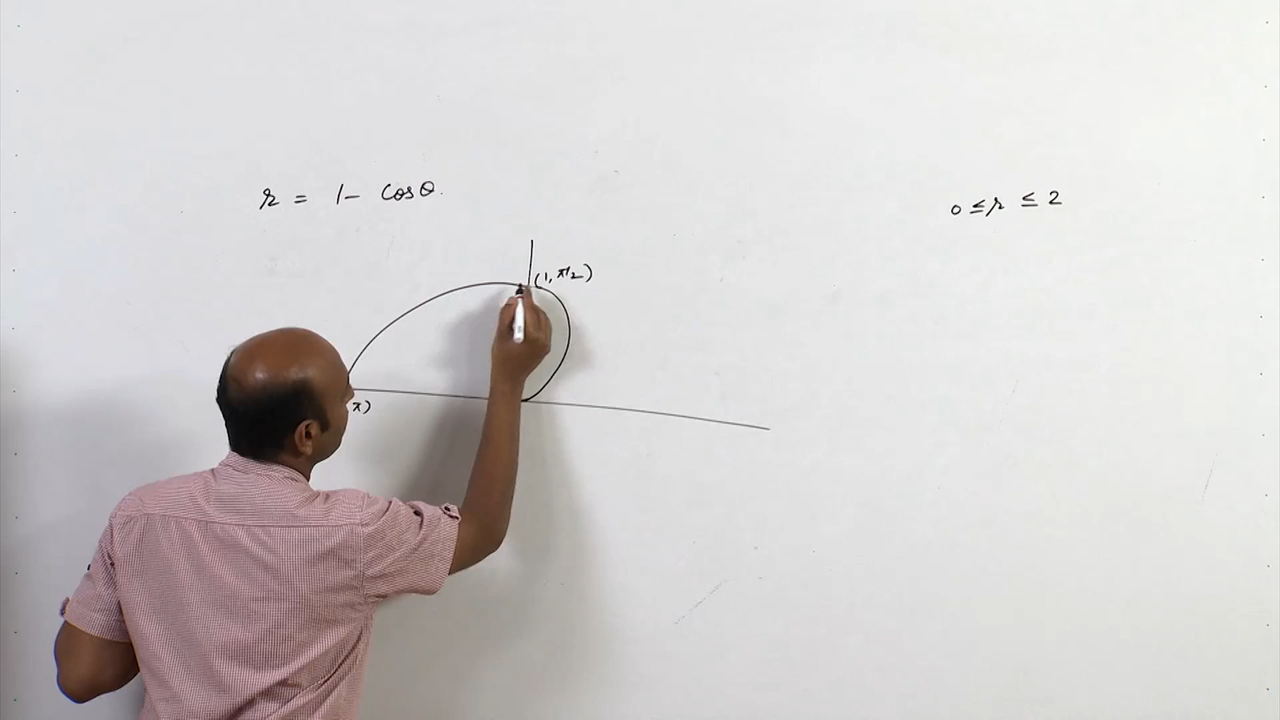 r = 1 - cosθ.
0 ≤ r ≤ 2
(1, π/2)
π)